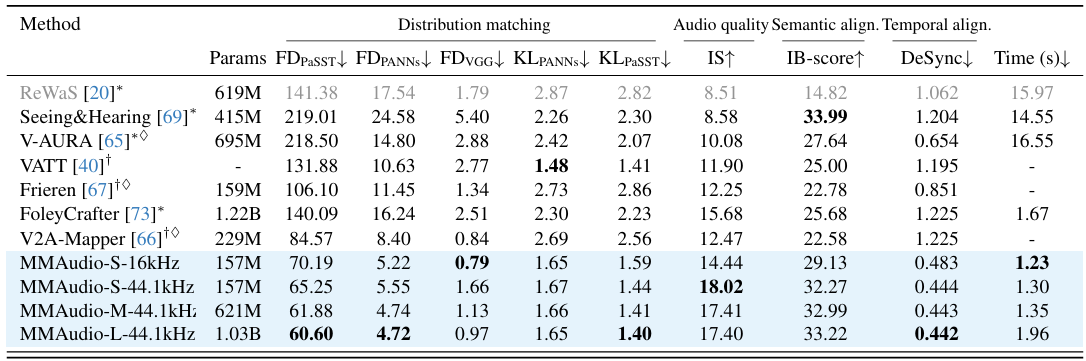 Method Distribution matching Audio quality Semantic align. Temporal align.
Params FDPaSST↓ FDPANNs↓ FDVGG↓ KLPANNs↓ KLPaSST↓ IS↑ IB-score↑ DeSync↓ Time (s)↓
ReWaS [20]* 619M 141.38 17.54 1.79 2.87 2.82 8.51 14.82 1.062 15.97
Seeing&Hearing [69]* 415M 219.01 24.58 5.40 2.26 2.30 8.58 33.99 1.204 14.55
V-AURA [65]*◊ 695M 218.50 14.80 2.88 2.42 2.07 10.08 27.64 0.654 16.55
VATT [40]† - 131.88 10.63 2.77 1.48 1.41 11.90 25.00 1.195 -
Frieren [67]†◊ 159M 106.10 11.45 1.34 2.73 2.86 12.25 22.78 0.851 -
FoleyCrafter [73]* 1.22B 140.09 16.24 2.51 2.30 2.23 15.68 25.68 1.225 1.67
V2A-Mapper [66]†◊ 229M 84.57 8.40 0.84 2.69 2.56 12.47 22.58 1.225 -
MMAudio-S-16kHz 157M 70.19 5.22 0.79 1.65 1.59 14.44 29.13 0.483 1.23
MMAudio-S-44.1kHz 157M 65.25 5.55 1.66 1.67 1.44 18.02 32.27 0.444 1.30
MMAudio-M-44.1kHz 621M 61.88 4.74 1.13 1.66 1.41 17.41 32.99 0.443 1.35
MMAudio-L-44.1kHz 1.03B 60.60 4.72 0.97 1.65 1.40 17.40 33.22 0.442 1.96